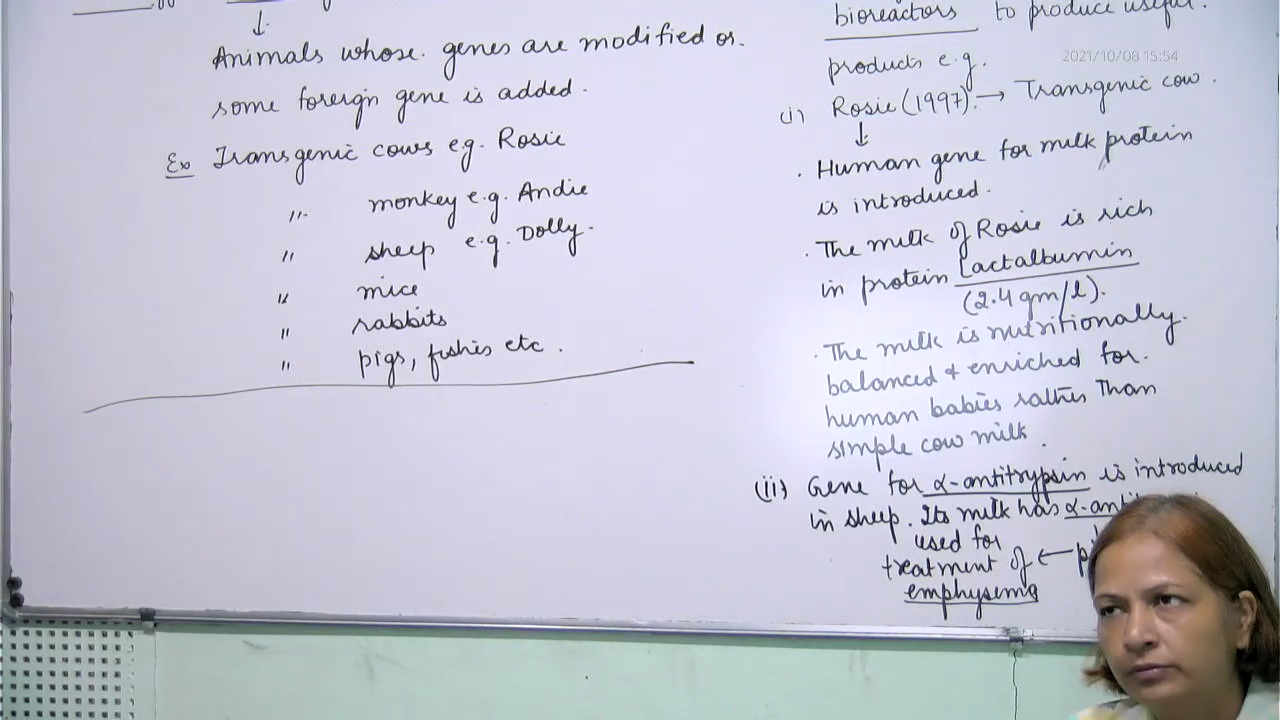 Animals whose genes are modified or
some foreign gene is added.
Ex Transgenic cows e.g. Rosie
〃 monkey e.g. Andie
〃 sheep e.g. Dolly.
〃 mice
〃 rabbits
〃 pigs, fishes etc.
bioreactors to produce useful.
2021/10/08 15:54
products e.g.
(i) Rosie (1997). → Transgenic cow.
. Human gene for milk protein
is introduced.
. The milk of Rosie is rich
in protein Lactalbumin
(2.4 gm/l).
. The milk is nutritionally.
balanced & enriched for.
human babies rather than
simple cow milk.
(ii) Gene for α-antitrypsin is introduced
in sheep. Its milk has
used for
treatment of ←
emphysema